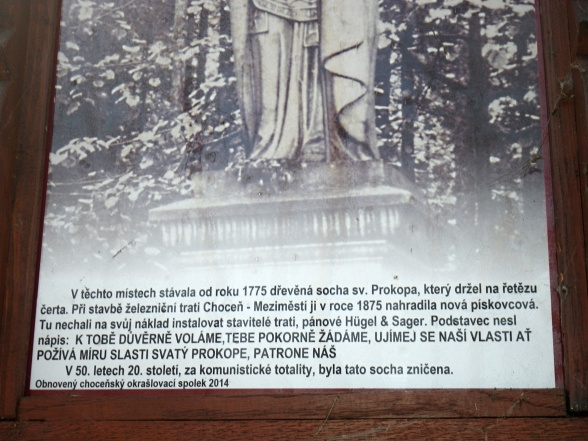 V těchto místech stávala od roku 1775 dřevěná socha sv. Prokopa, který držel na řetězu
čerta. Při stavbě železniční trati Choceň - Meziměstí ji v roce 1875 nahradila nová pískovcová.
Tu nechali na svůj náklad instalovat stavitelé trati, pánové Hügel & Sager. Podstavec nesl
nápis: K TOBĚ DŮVĚRNĚ VOLÁME,TEBE POKORNĚ ŽÁDÁME, UJÍMEJ SE NAŠÍ VLASTI AŤ
POŽÍVÁ MÍRU SLASTI SVATÝ PROKOPE, PATRONE NÁŠ
V 50. letech 20. století, za komunistické totality, byla tato socha zničena.
Obnovený choceňský okrašlovací spolek 2014